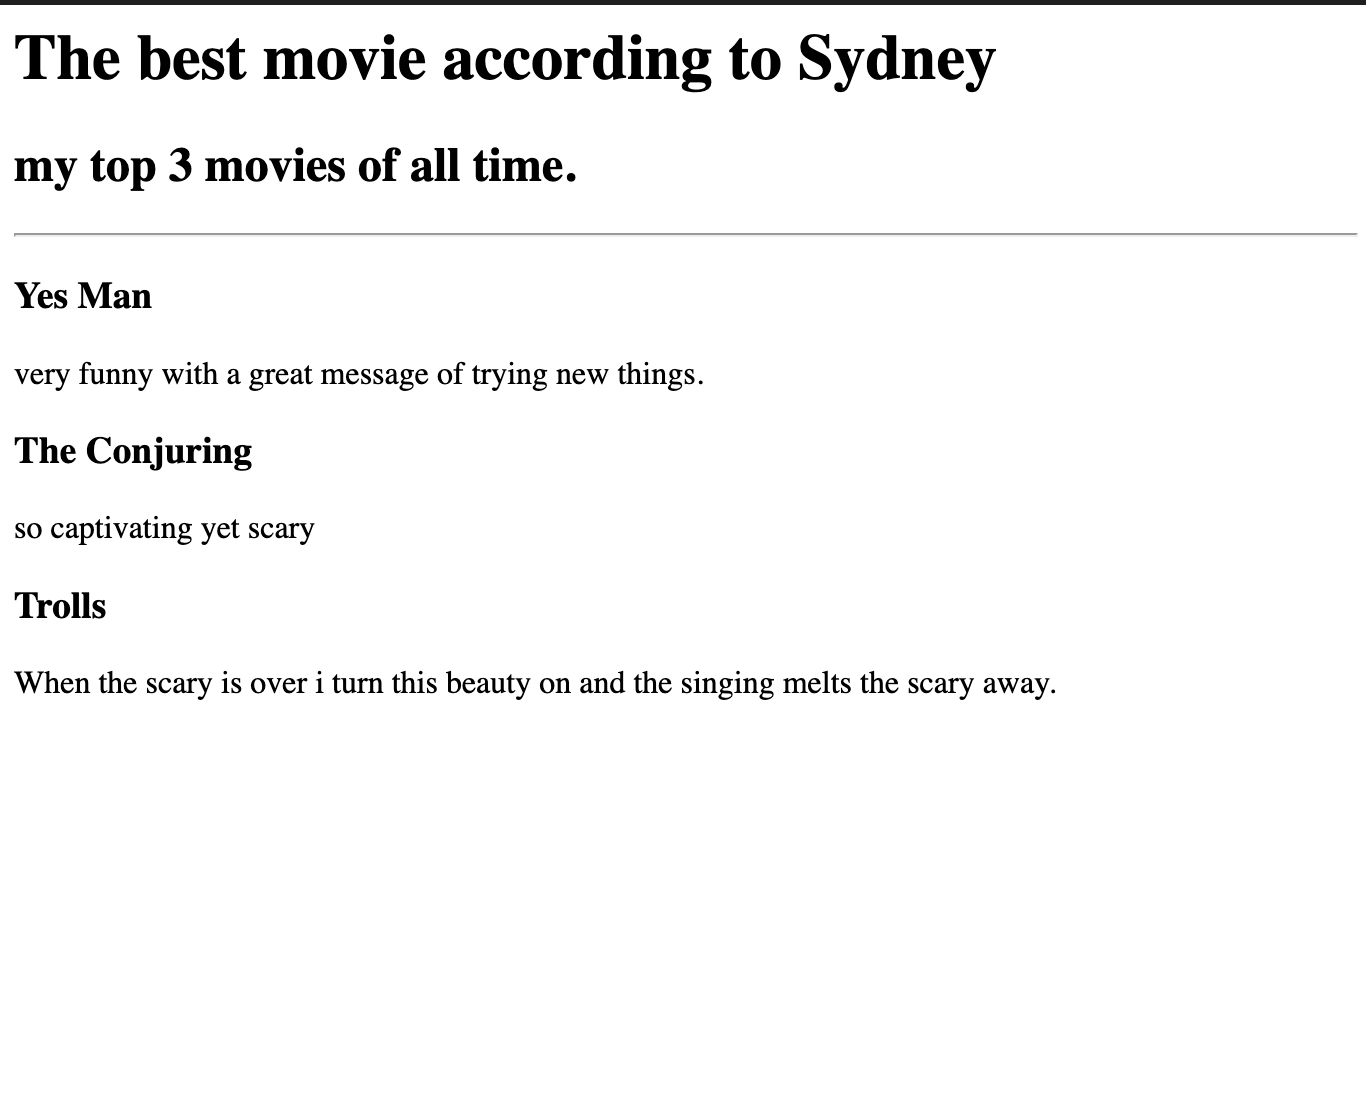 The best movie according to Sydney
my top 3 movies of all time.
Yes Man
very funny with a great message of trying new things.
The Conjuring
so captivating yet scary
Trolls
When the scary is over i turn this beauty on and the singing melts the scary away.